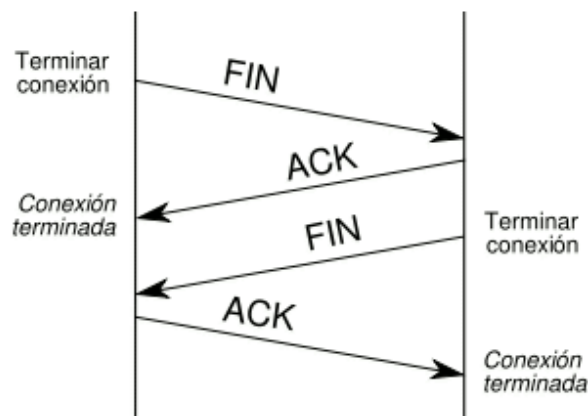 Terminar
conexión
FIN
ACK
Conexión
terminada
FIN
Terminar
conexión
ACK
Conexión
terminada